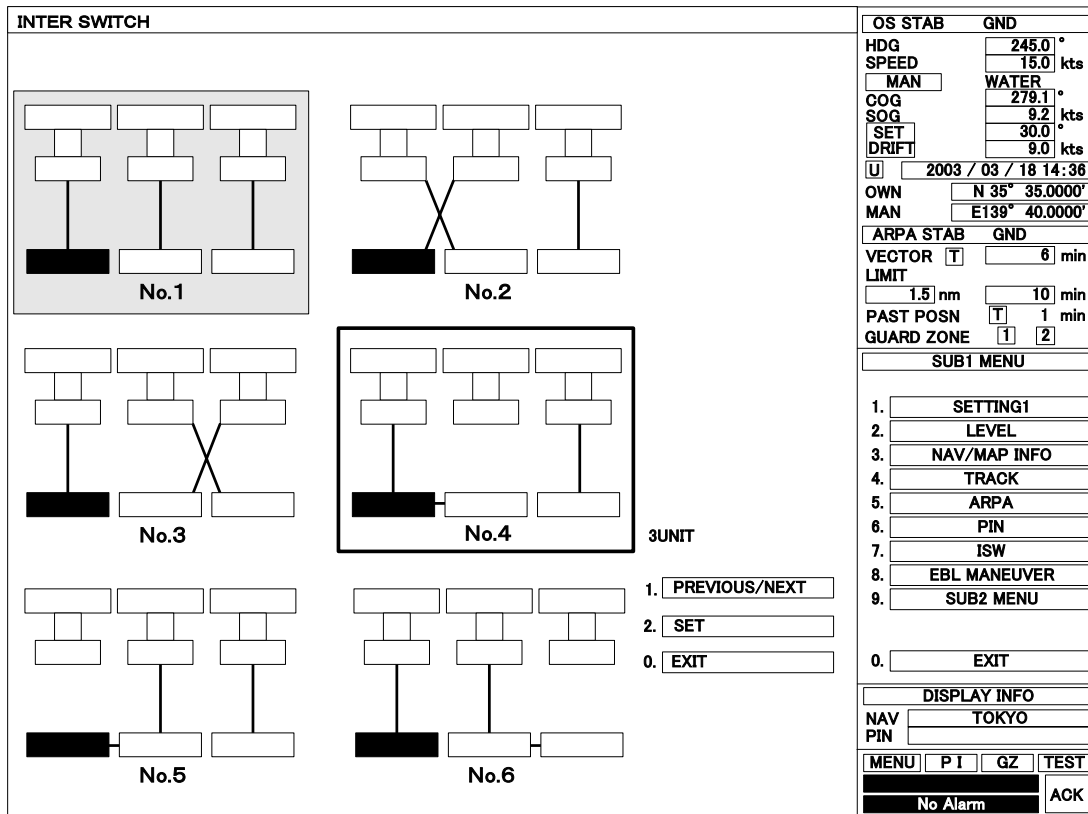 INTER SWITCH
No.1
No.2
No.3
No.4
3UNIT
No.5
No.6
1. PREVIOUS/NEXT
2. SET
0. EXIT
OS STAB GND
HDG 245.0 °
SPEED 15.0 kts
MAN WATER
COG 279.1 °
SOG 9.2 kts
SET 30.0 °
DRIFT 9.0 kts
U 2003 / 03 / 18 14:36
OWN N 35° 35.0000'
MAN E139° 40.0000'
ARPA STAB GND
VECTOR T 6 min
LIMIT
1.5 nm 10 min
PAST POSN T 1 min
GUARD ZONE 1 2
SUB1 MENU
1. SETTING1
2. LEVEL
3. NAV/MAP INFO
4. TRACK
5. ARPA
6. PIN
7. ISW
8. EBL MANEUVER
9. SUB2 MENU
0. EXIT
DISPLAY INFO
NAV TOKYO
PIN
MENU P I GZ TEST
No Alarm ACK